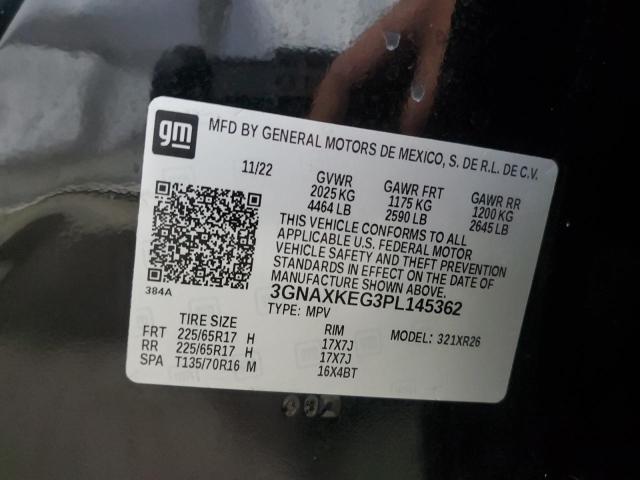 gm
MFD BY GENERAL MOTORS DE MEXICO, S. DE R.L. DE C.V.
11/22
GVWR GAWR FRT GAWR RR
2025 KG 1175 KG 1200 KG
4464 LB 2590 LB 2645 LB
THIS VEHICLE CONFORMS TO ALL
APPLICABLE U.S. FEDERAL MOTOR
VEHICLE SAFETY AND THEFT PREVENTION
STANDARDS IN EFFECT ON THE DATE OF
MANUFACTURE SHOWN ABOVE.
384A
3GNAXKEG3PL145362
TYPE: MPV
TIRE SIZE RIM MODEL: 321XR26
FRT 225/65R17 H 17X7J
RR 225/65R17 H 17X7J
SPA T135/70R16 M 16X4BT